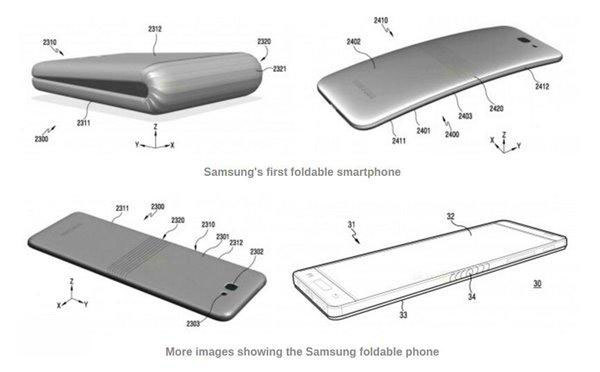 2312
2310
2320
2321
2311
2300
Z
Y
X
2410
2402
2412
2420
2403
2400
2401
2411
Z
Y
X
Samsung's first foldable smartphone
2311
2300
2320
2310
2301
2312
2302
2303
Z
X
Y
31
32
30
34
33
More images showing the Samsung foldable phone